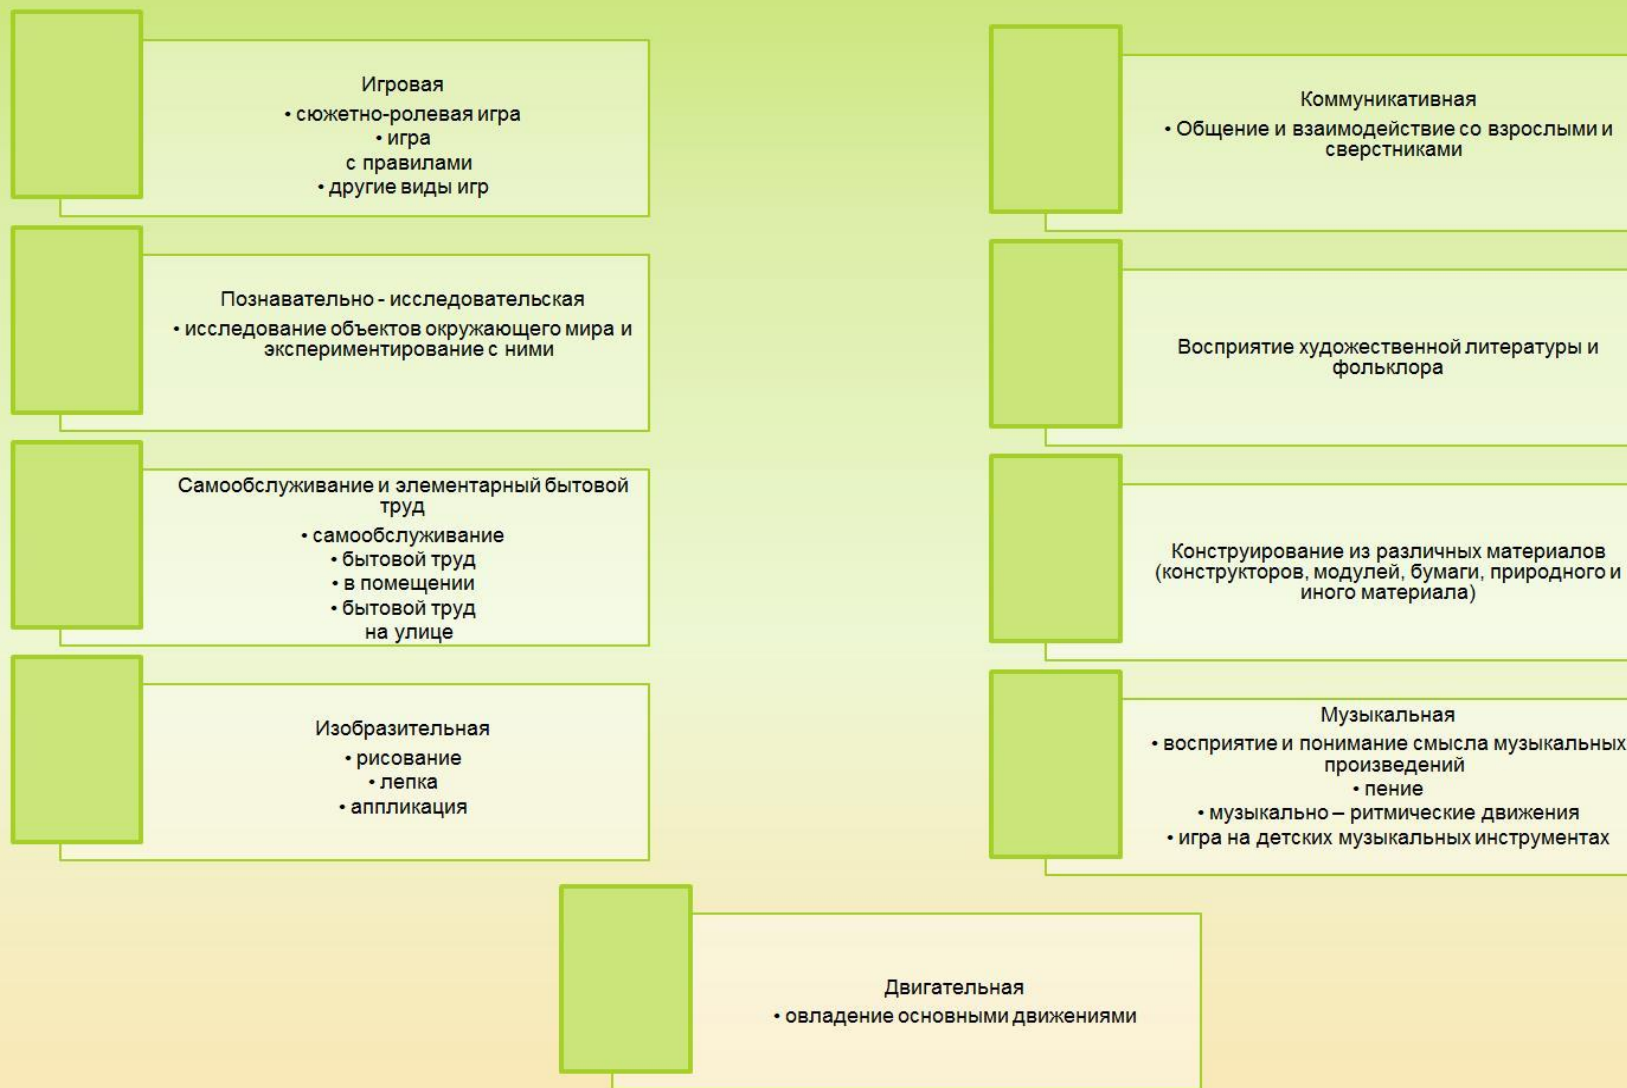 Игровая
• сюжетно-ролевая игра
• игра
с правилами
• другие виды игр
Коммуникативная
• Общение и взаимодействие со взрослыми и
сверстниками
Познавательно - исследовательская
• исследование объектов окружающего мира и
экспериментирование с ними
Восприятие художественной литературы и
фольклора
Самообслуживание и элементарный бытовой
труд
• самообслуживание
• бытовой труд
• в помещении
• бытовой труд
на улице
Конструирование из различных материалов
(конструкторов, модулей, бумаги, природного и
иного материала)
Изобразительная
• рисование
• лепка
• аппликация
Музыкальная
• восприятие и понимание смысла музыкальных
произведений
• пение
• музыкально – ритмические движения
• игра на детских музыкальных инструментах
Двигательная
• овладение основными движениями